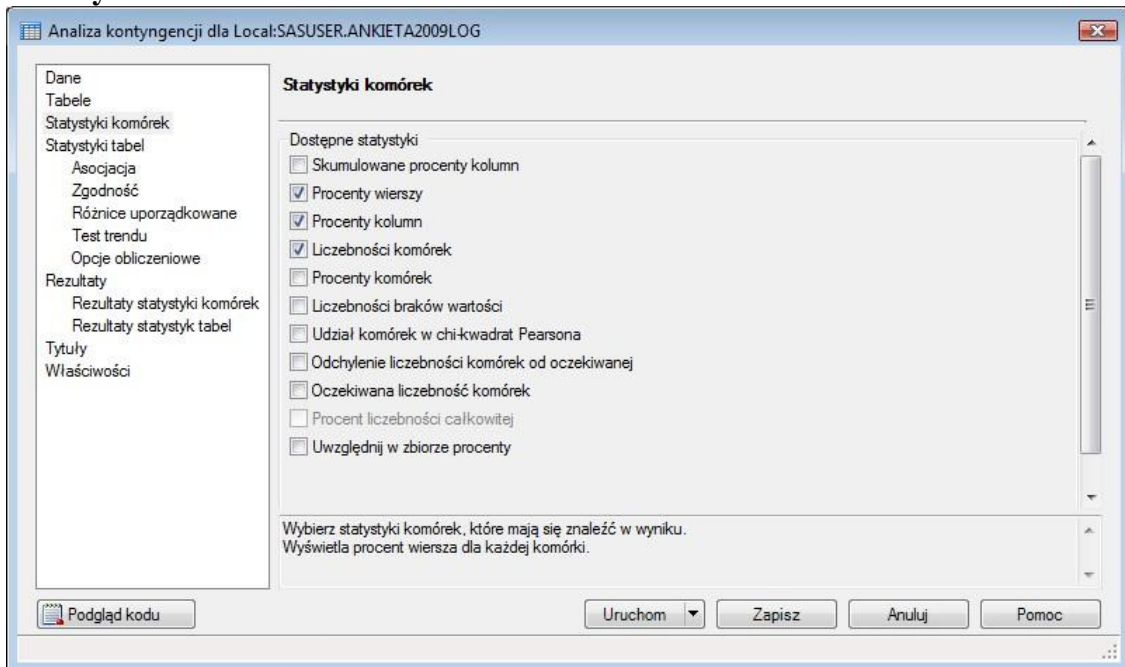 Analiza kontyngencji dla Local:SASUSER.ANKIETA2009LOG
Dane
Tabele
Statystyki komórek
Statystyki tabel
Asocjacja
Zgodność
Różnice uporządkowane
Test trendu
Opcje obliczeniowe
Rezultaty
Rezultaty statystyki komórek
Rezultaty statystyk tabel
Tytuły
Właściwości
Statystyki komórek
Dostępne statystyki
Skumulowane procenty kolumn
Procenty wierszy
Procenty kolumn
Liczebności komórek
Procenty komórek
Liczebności braków wartości
Udział komórek w chi-kwadrat Pearsona
Odchylenie liczebności komórek od oczekiwanej
Oczekiwana liczebność komórek
Procent liczebności całkowitej
Uwzględnij w zbiorze procenty
Wybierz statystyki komórek, które mają się znaleźć w wyniku.
Wyświetla procent wiersza dla każdej komórki.
Podgląd kodu
Uruchom
Zapisz
Anuluj
Pomoc